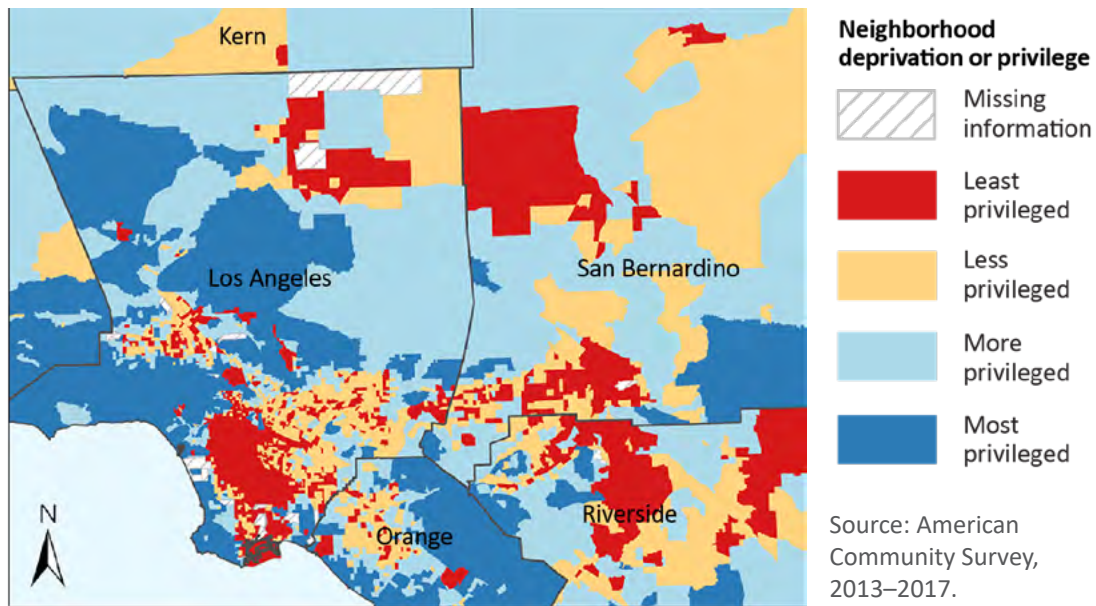 Kern
Los Angeles
San Bernardino
Orange
Riverside
N
Neighborhood
deprivation or privilege
Missing
information
Least
privileged
Less
privileged
More
privileged
Most
privileged
Source: American
Community Survey,
2013–2017.